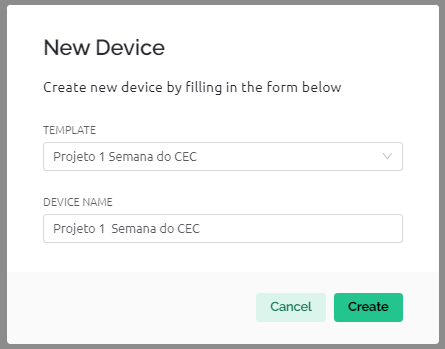 New Device
Create new device by filling in the form below
TEMPLATE
Projeto 1 Semana do CEC
DEVICE NAME
Projeto 1  Semana do CEC
Cancel Create